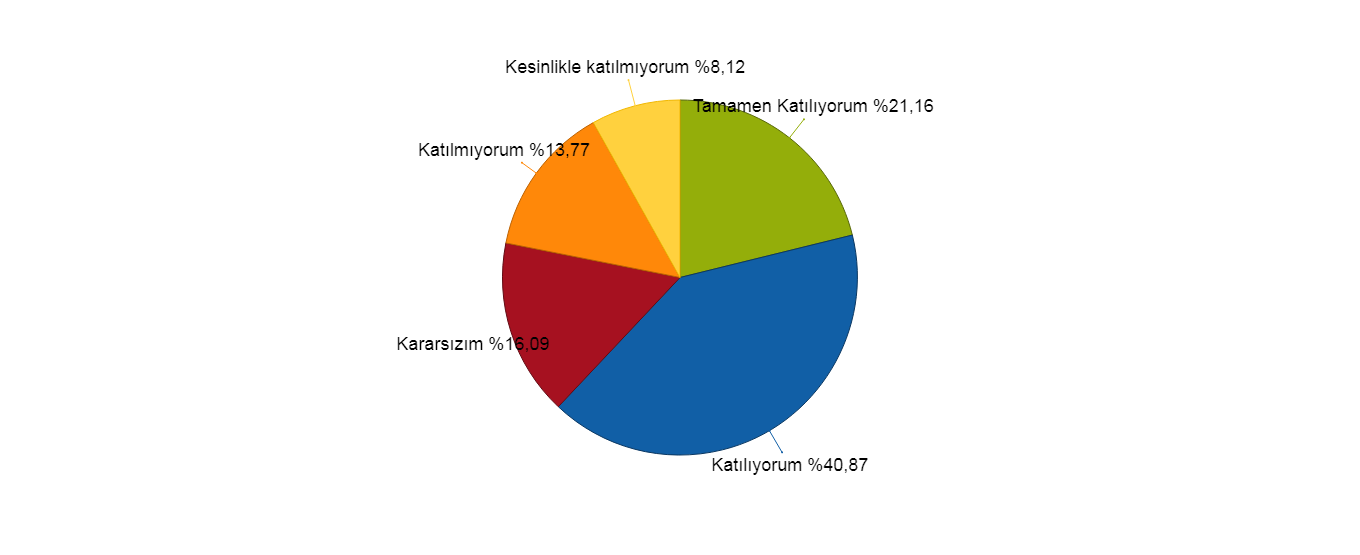 Kesinlikle katılmıyorum %8,12
Tamamen Katılıyorum %21,16
Katılmıyorum %13,77
Kararsızım %16,09
Katılıyorum %40,87